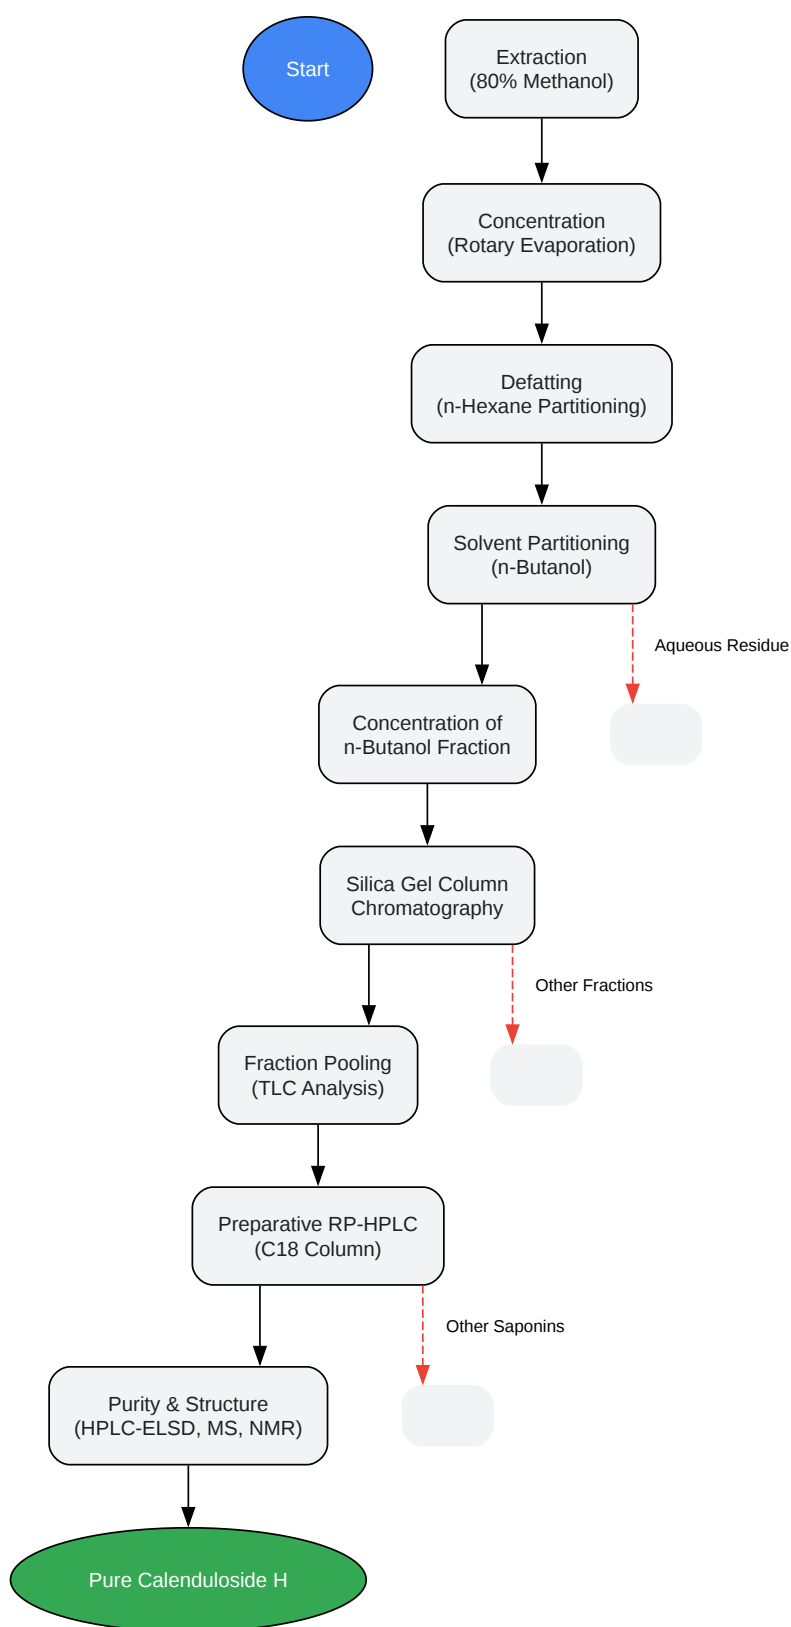 Start
Extraction
(80% Methanol)
Concentration
(Rotary Evaporation)
Defatting
(n-Hexane Partitioning)
Solvent Partitioning
(n-Butanol)
Aqueous Residue
Concentration of
n-Butanol Fraction
Silica Gel Column
Chromatography
Other Fractions
Fraction Pooling
(TLC Analysis)
Preparative RP-HPLC
(C18 Column)
Other Saponins
Purity & Structure
(HPLC-ELSD, MS, NMR)
Pure Calenduloside H